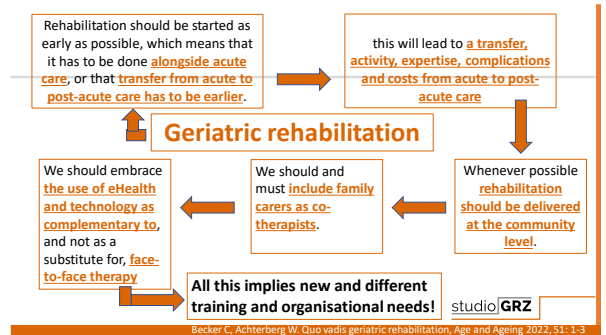 Rehabilitation should be started as
early as possible, which means that
it has to be done alongside acute
care, or that transfer from acute to
post-acute care has to be earlier.
this will lead to a transfer,
activity, expertise, complications
and costs from acute to post-
acute care
Geriatric rehabilitation
Whenever possible
rehabilitation
should be delivered
at the community
level.
We should and
must include family
carers as co-
therapists.
We should embrace
the use of eHealth
and technology as
complementary to,
and not as a
substitute for, face-
to-face therapy
All this implies new and different
training and organisational needs!
studio GRZ
Becker C, Achterberg W. Quo vadis geriatric rehabilitation, Age and Ageing 2022, 51: 1-3